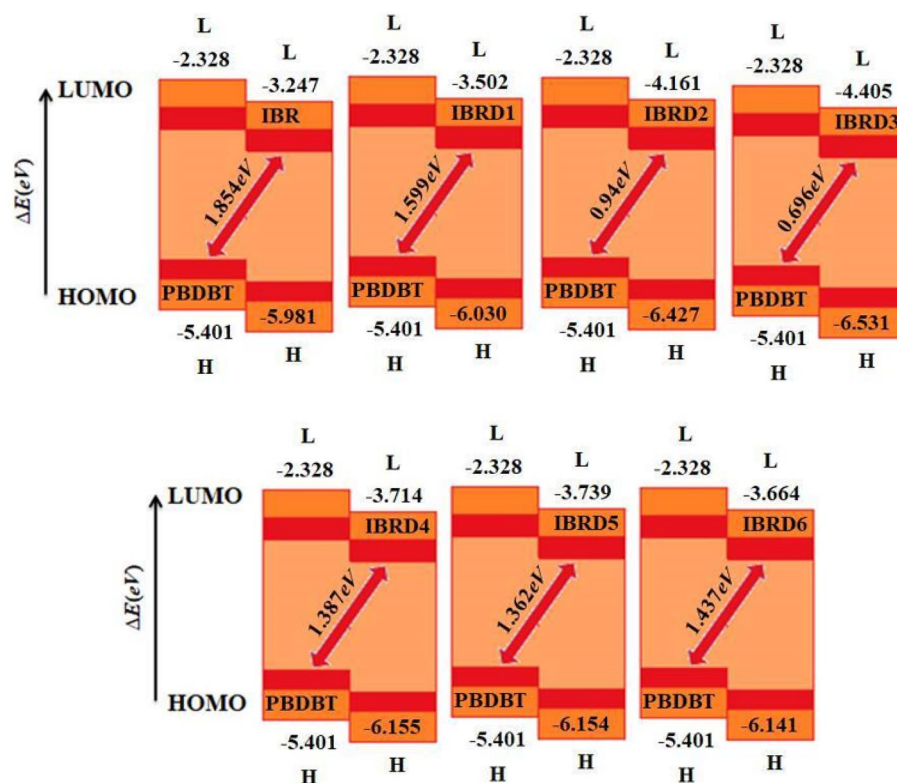 L
L
L
L
-2.328
L
-2.328
L
-2.328
L
-2.328
L
LUMO
-3.247
-3.502
-4.161
-4.405
IBR
IBRD1
IBRD2
IBRD3
ΔE(eV)
1.854eV
1.599eV
0.94eV
0.696eV
HOMO
PBDBT
PBDBT
PBDBT
PBDBT
-5.981
-6.030
-6.427
-6.531
-5.401
-5.401
-5.401
-5.401
H
H
H
H
H
H
H
H
L
L
L
-2.328
L
-2.328
L
-2.328
L
LUMO
-3.714
-3.739
-3.664
IBRD4
IBRD5
IBRD6
ΔE(eV)
1.387eV
1.362eV
1.437eV
HOMO
PBDBT
PBDBT
PBDBT
-6.155
-6.154
-6.141
-5.401
-5.401
-5.401
H
H
H
H
H
H